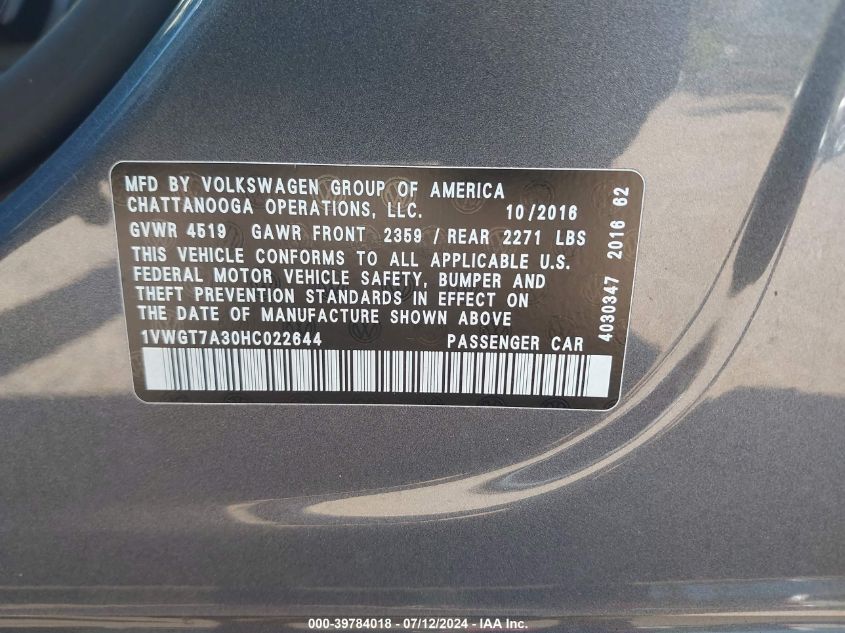 MFD BY VOLKSWAGEN GROUP OF AMERICA
CHATTANOOGA OPERATIONS, LLC. 10/2016
GVWR 4519 GAWR FRONT 2359 / REAR 2271 LBS
THIS VEHICLE CONFORMS TO ALL APPLICABLE U.S.
FEDERAL MOTOR VEHICLE SAFETY, BUMPER AND
THEFT PREVENTION STANDARDS IN EFFECT ON
THE DATE OF MANUFACTURE SHOWN ABOVE
1VWGT7A30HC022644 PASSENGER CAR
4030347 2016 62
000-39784018 - 07/12/2024 - IAA Inc.